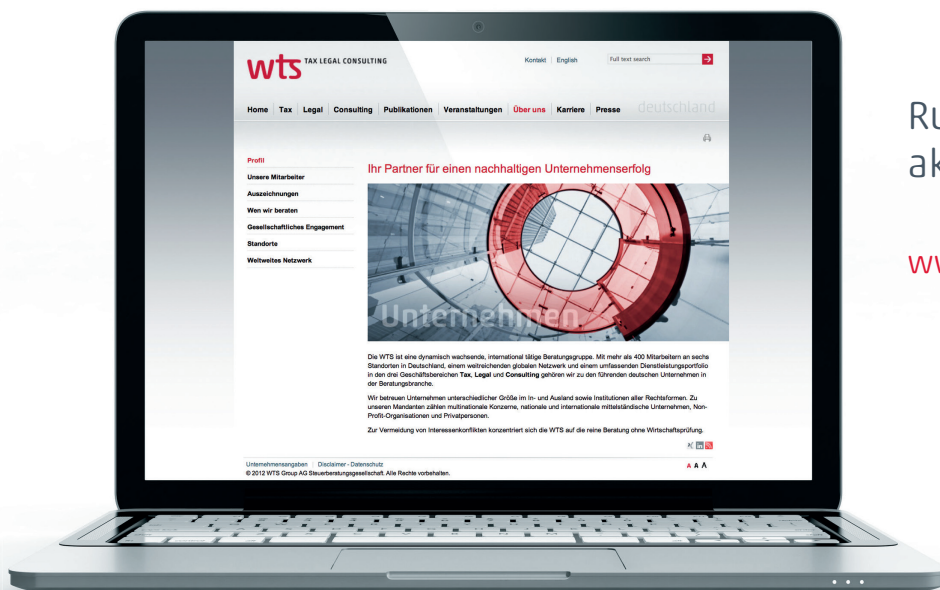 wts TAX LEGAL CONSULTING
Kontakt English Full text search
Home Tax Legal Consulting Publikationen Veranstaltungen Über uns Karriere Presse deutschland
Profil
Unsere Mitarbeiter
Auszeichnungen
Wen wir beraten
Gesellschaftliches Engagement
Standorte
Weltweites Netzwerk
Ihr Partner für einen nachhaltigen Unternehmenserfolg
Unternehmen
Die WTS ist eine dynamisch wachsende, international tätige Beratungsgruppe. Mit mehr als 400 Mitarbeitern an sechs
Standorten in Deutschland, einem weitreichenden globalen Netzwerk und einem umfassenden Dienstleistungsportfolio
in den drei Geschäftsbereichen Tax, Legal und Consulting gehören wir zu den führenden deutschen Unternehmen in
der Beratungsbranche.
Wir betreuen Unternehmen unterschiedlicher Größe im In- und Ausland sowie Institutionen aller Rechtsformen. Zu
unseren Mandanten zählen multinationale Konzerne, nationale und internationale mittelständische Unternehmen, Non-
Profit-Organisationen und Privatpersonen.
Zur Vermeidung von Interessenkonflikten konzentriert sich die WTS auf die reine Beratung ohne Wirtschaftsprüfung.
Unternehmensangaben | Disclaimer - Datenschutz
© 2012 WTS Group AG Steuerberatungsgesellschaft. Alle Rechte vorbehalten.
A A A